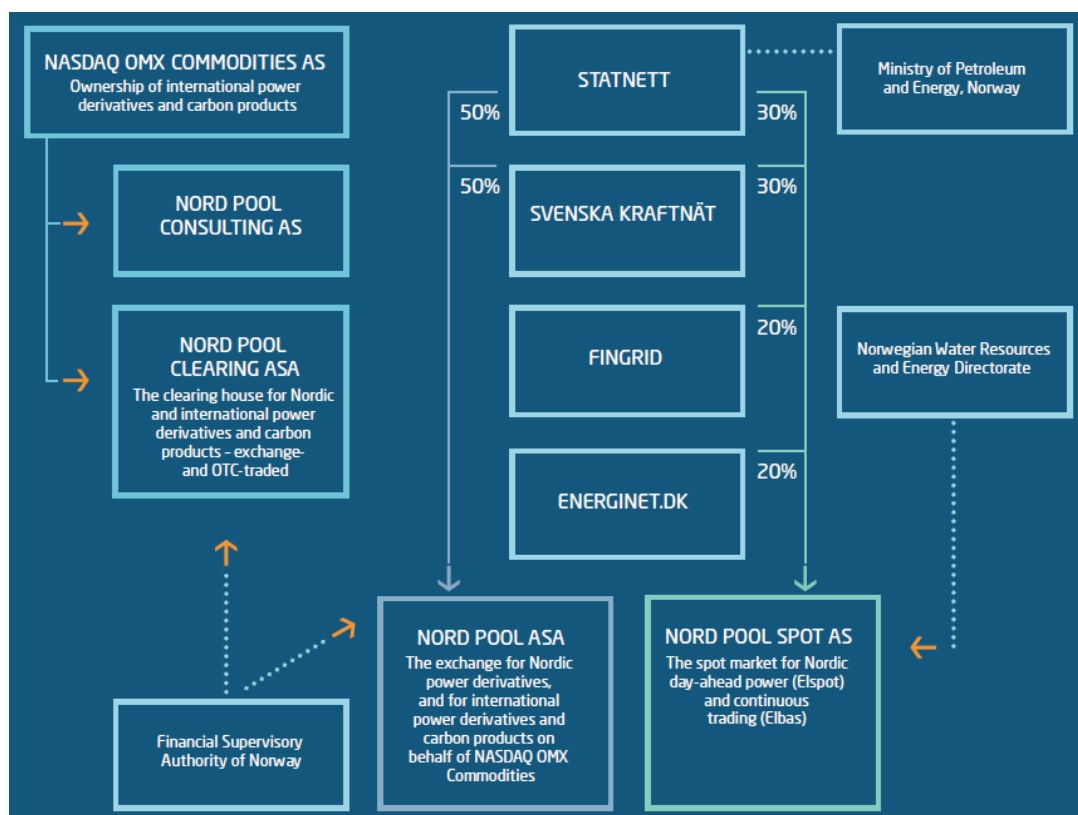 NASDAQ OMX COMMODITIES AS
Ownership of international power
derivatives and carbon products
NORD POOL
CONSULTING AS
NORD POOL
CLEARING ASA
The clearing house for Nordic
and international power
derivatives and carbon
products – exchange-
and OTC-traded
Financial Supervisory
Authority of Norway
STATNETT
50%
30%
SVENSKA KRAFTNÄT
50%
30%
FINGRID
20%
ENERGINET.DK
20%
NORD POOL ASA
The exchange for Nordic
power derivatives,
and for international
power derivatives and
carbon products on
behalf of NASDAQ OMX
Commodities
NORD POOL SPOT AS
The spot market for Nordic
day-ahead power (Elspot)
and continuous
trading (Elbas)
Ministry of Petroleum
and Energy, Norway
Norwegian Water Resources
and Energy Directorate